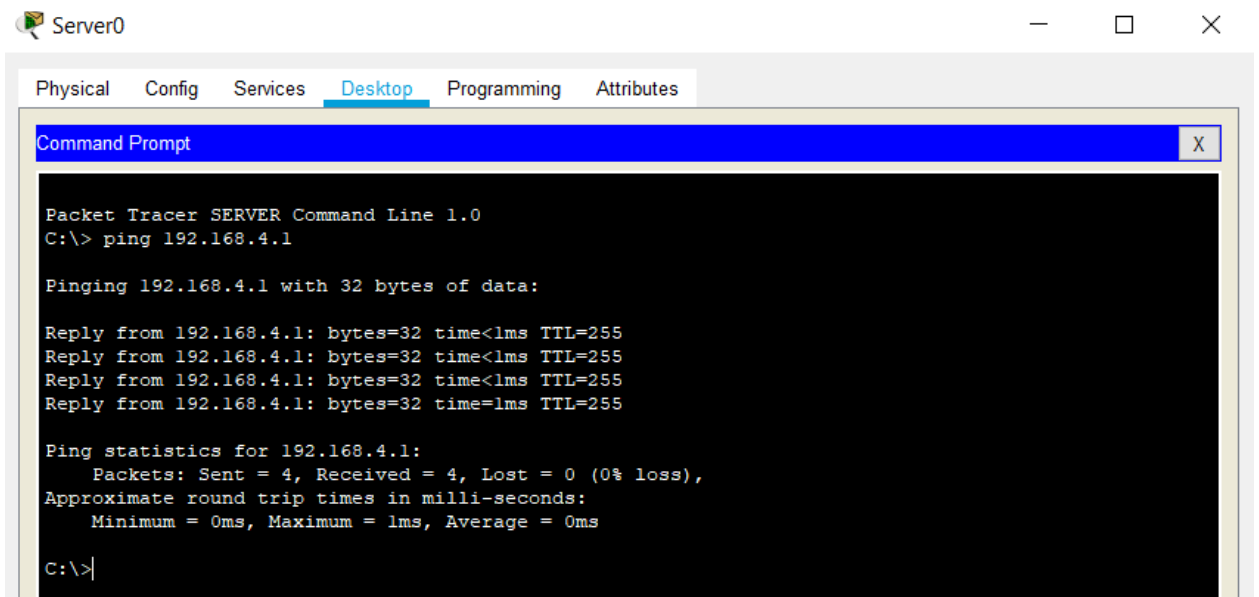 Server0
Physical Config Services Desktop Programming Attributes
Command Prompt X
Packet Tracer SERVER Command Line 1.0
C:\> ping 192.168.4.1
Pinging 192.168.4.1 with 32 bytes of data:
Reply from 192.168.4.1: bytes=32 time<1ms TTL=255
Reply from 192.168.4.1: bytes=32 time<1ms TTL=255
Reply from 192.168.4.1: bytes=32 time<1ms TTL=255
Reply from 192.168.4.1: bytes=32 time=1ms TTL=255
Ping statistics for 192.168.4.1:
Packets: Sent = 4, Received = 4, Lost = 0 (0% loss),
Approximate round trip times in milli-seconds:
Minimum = 0ms, Maximum = 1ms, Average = 0ms
C:\>